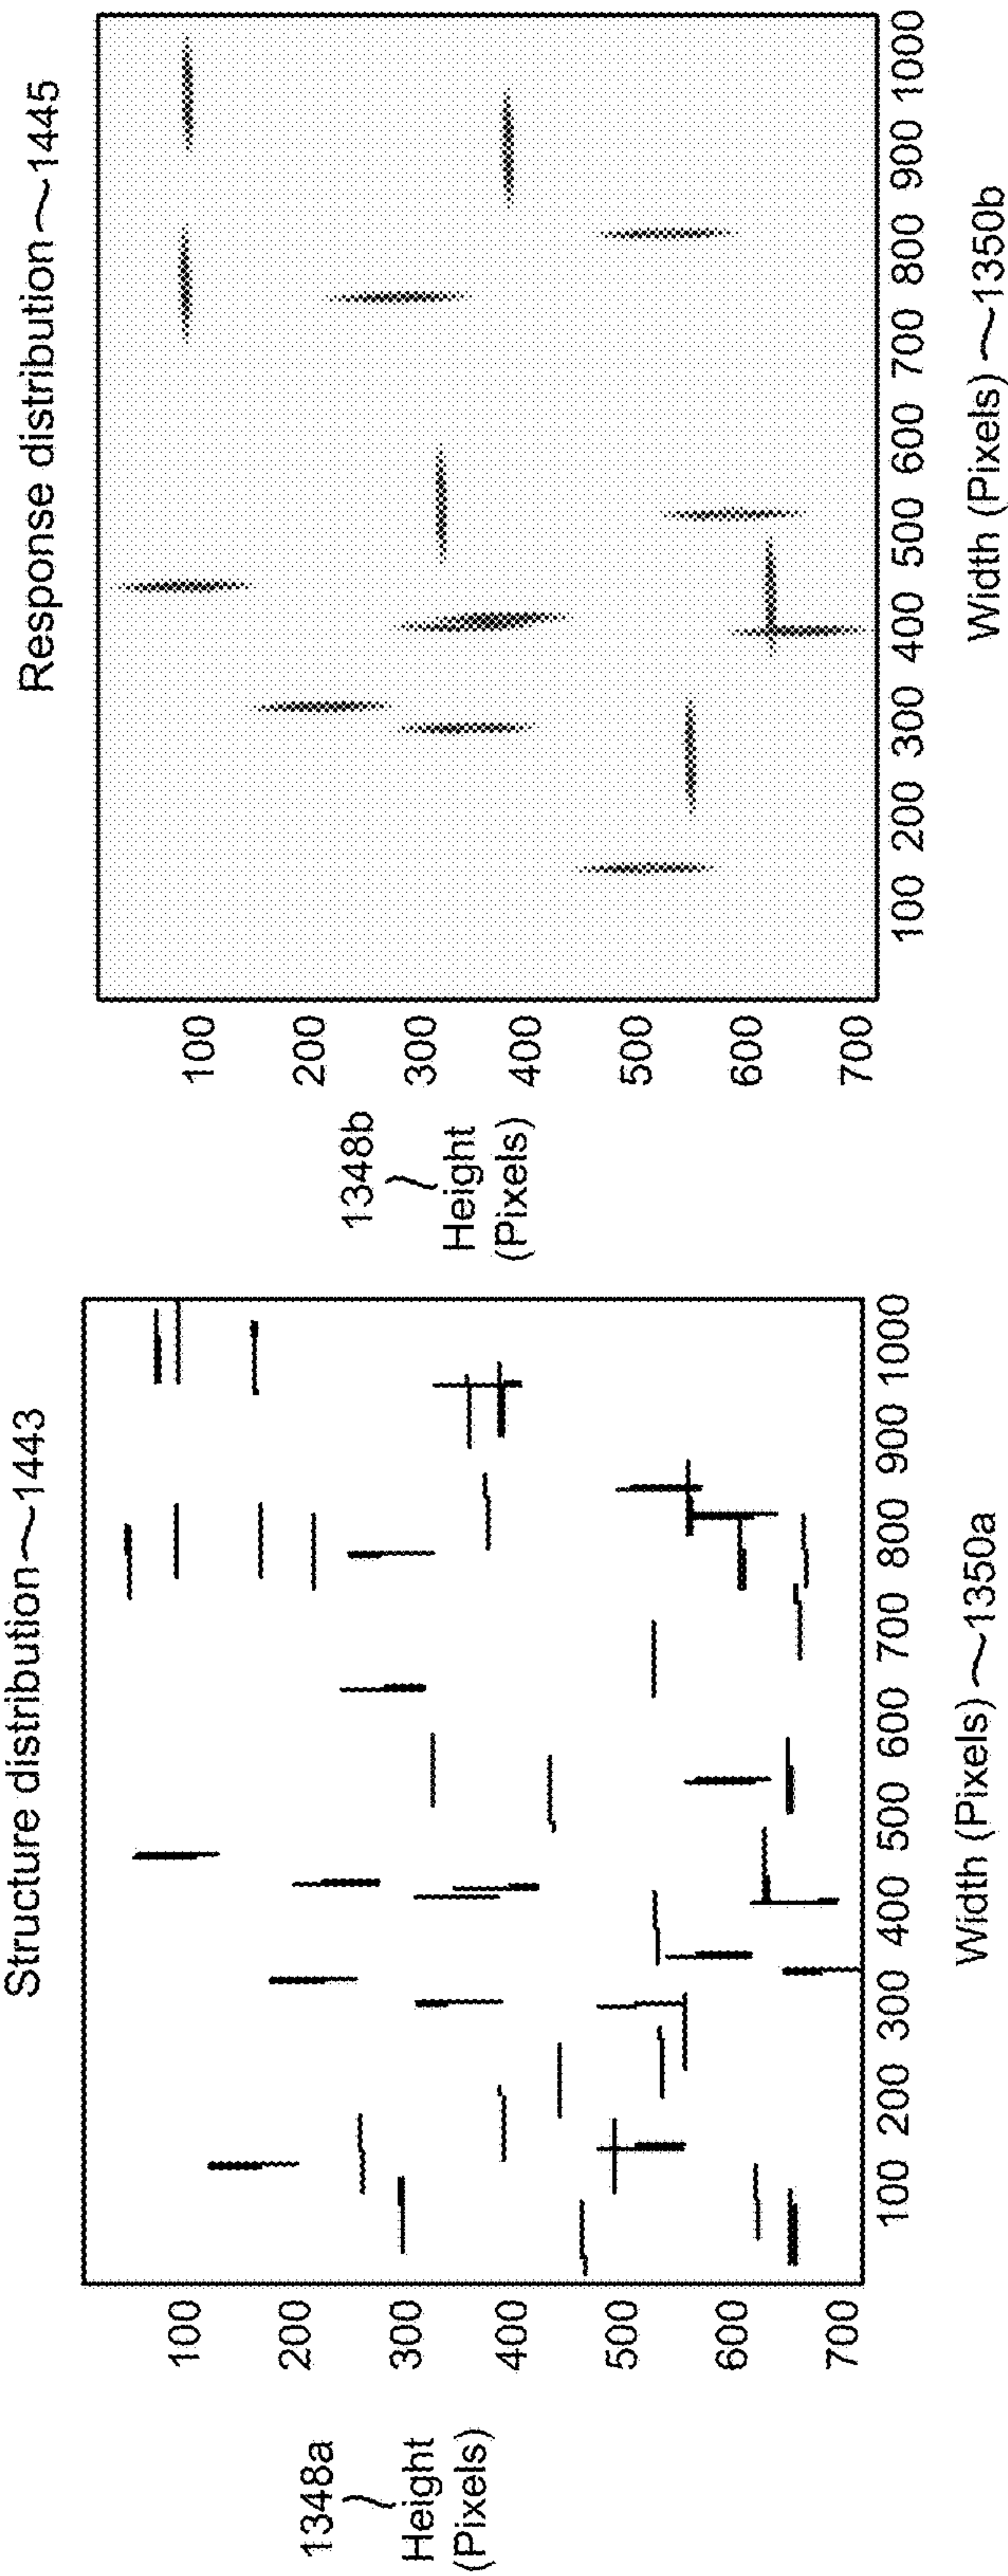 Structure distribution～1443
1348a
Height
(Pixels)
100
200
300
400
500
600
700
100 200 300 400 500 600 700 800 900 1000
Width (Pixels)～1350a
Response distribution～1445
1348b
Height
(Pixels)
100
200
300
400
500
600
700
100 200 300 400 500 600 700 800 900 1000
Width (Pixels)～1350b